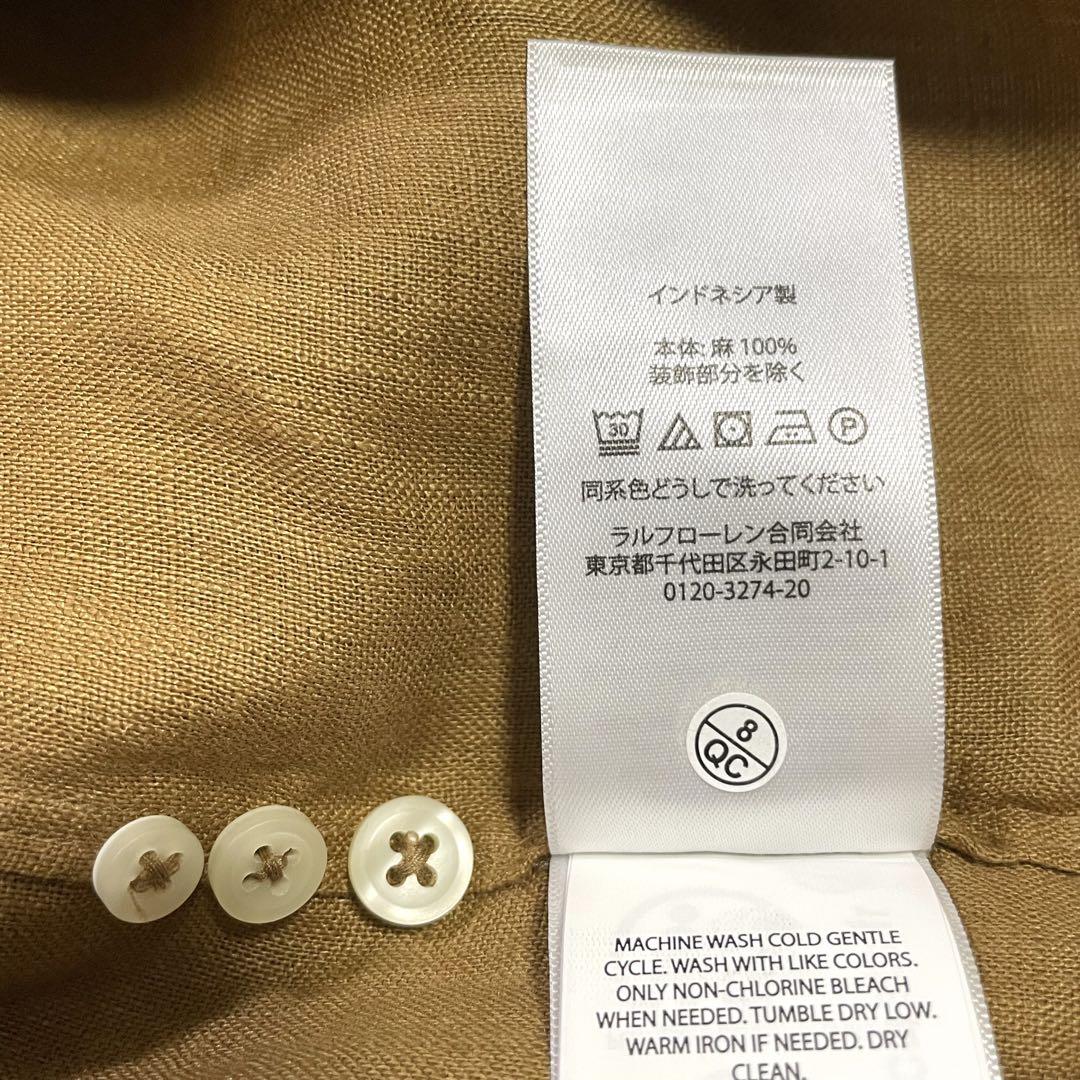 インドネシア製
本体: 麻 100%
装飾部分を除く
30
P
同系色どうしで洗ってください
ラルフローレン合同会社
東京都千代田区永田町2-10-1
0120-3274-20
8
QC
MACHINE WASH COLD GENTLE
CYCLE. WASH WITH LIKE COLORS.
ONLY NON-CHLORINE BLEACH
WHEN NEEDED. TUMBLE DRY LOW.
WARM IRON IF NEEDED. DRY
CLEAN.